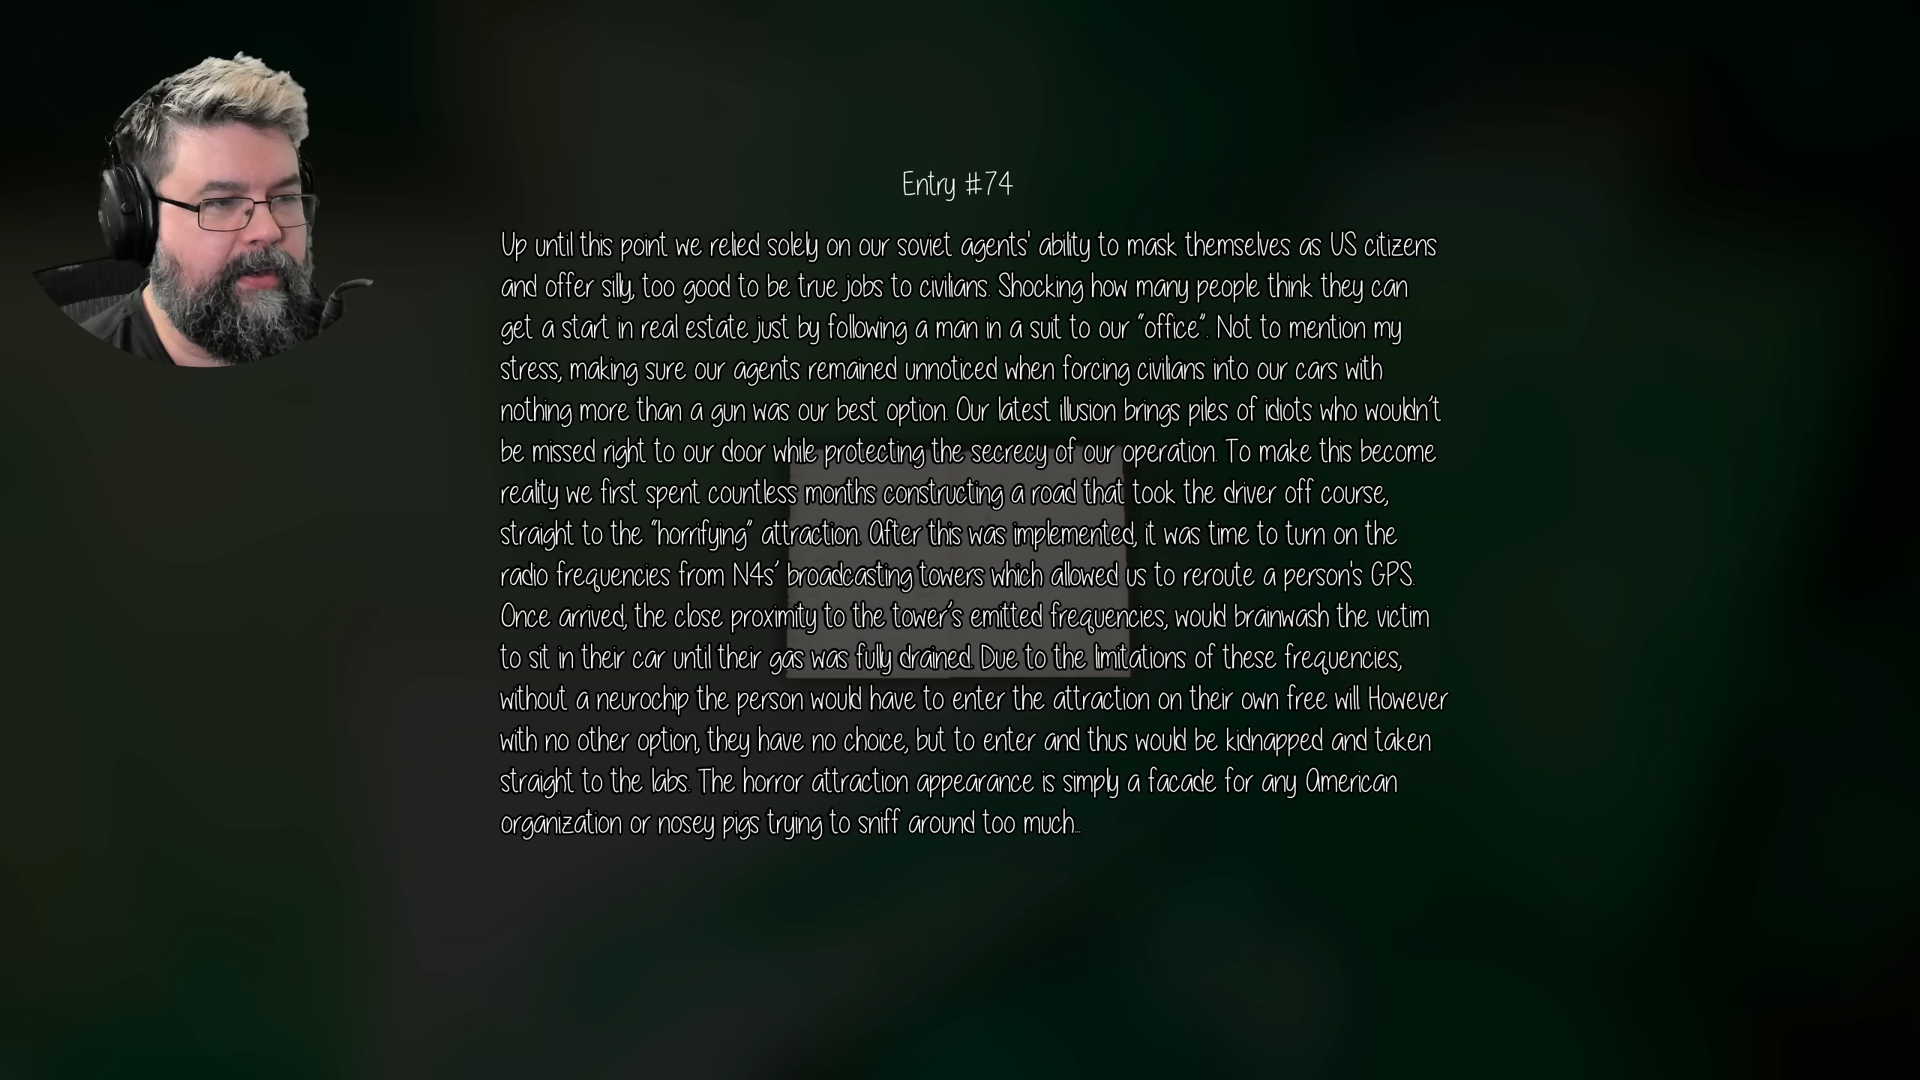 Entry #74
Up until this point we relied solely on our soviet agents' ability to mask themselves as US citizens
and offer silly, too good to be true jobs to civilians. Shocking how many people think they can
get a start in real estate just by following a man in a suit to our "office". Not to mention my
stress, making sure our agents remained unnoticed when forcing civilians into our cars with
nothing more than a gun was our best option. Our latest illusion brings piles of idiots who wouldn't
be missed right to our door while protecting the secrecy of our operation. To make this become
reality we first spent countless months constructing a road that took the driver off course,
straight to the "horrifying" attraction. After this was implemented, it was time to turn on the
radio frequencies from N4s' broadcasting towers which allowed us to reroute a person's GPS.
Once arrived, the close proximity to the tower's emitted frequencies, would brainwash the victim
to sit in their car until their gas was fully drained. Due to the limitations of these frequencies,
without a neurochip the person would have to enter the attraction on their own free will. However
with no other option, they have no choice, but to enter and thus would be kidnapped and taken
straight to the labs. The horror attraction appearance is simply a facade for any American
organization or nosey pigs trying to sniff around too much...